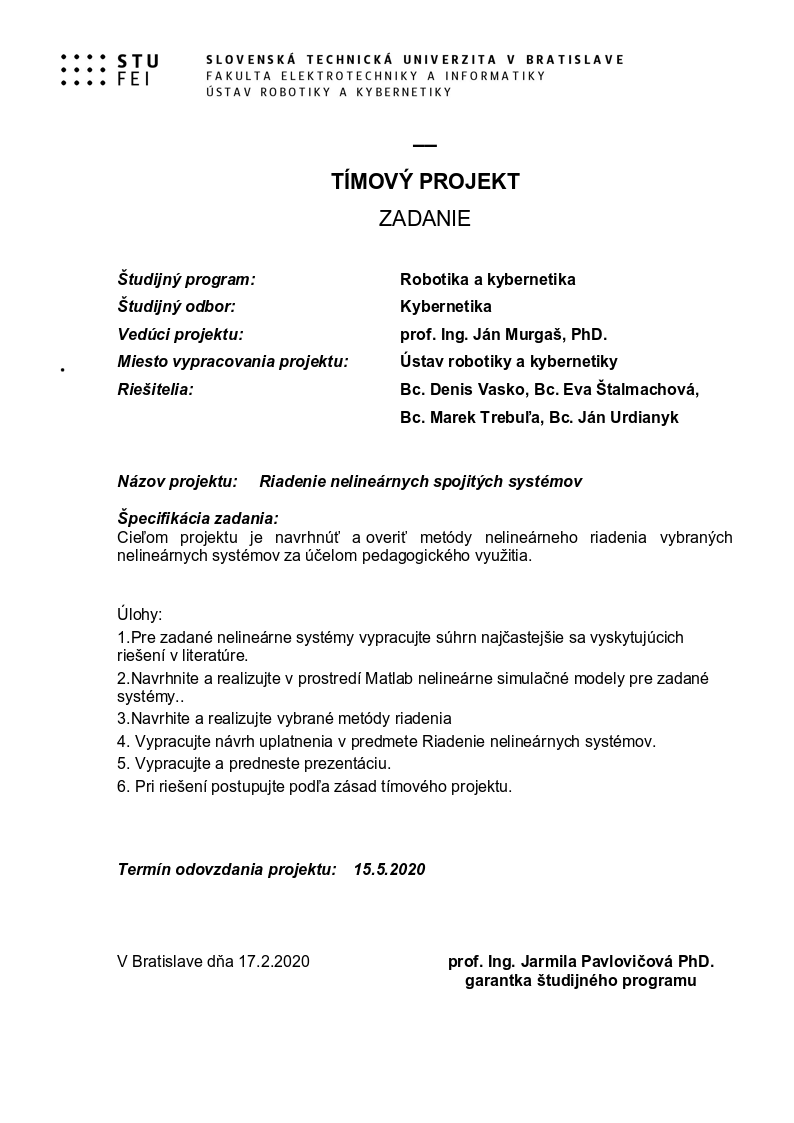 STU
FEI
SLOVENSKÁ TECHNICKÁ UNIVERZITA V BRATISLAVE
FAKULTA ELEKTROTECHNIKY A INFORMATIKY
ÚSTAV ROBOTIKY A KYBERNETIKY
TÍMOVÝ PROJEKT
ZADANIE
Študijný program: Robotika a kybernetika
Študijný odbor: Kybernetika
Vedúci projektu: prof. Ing. Ján Murgaš, PhD.
Miesto vypracovania projektu: Ústav robotiky a kybernetiky
Riešitelia: Bc. Denis Vasko, Bc. Eva Štalmachová,
Bc. Marek Trebuľa, Bc. Ján Urdianyk
Názov projektu: Riadenie nelineárnych spojitých systémov
Špecifikácia zadania:
Cieľom projektu je navrhnúť a overiť metódy nelineárneho riadenia vybraných
nelineárnych systémov za účelom pedagogického využitia.
Úlohy:
1.Pre zadané nelineárne systémy vypracujte súhrn najčastejšie sa vyskytujúcich
riešení v literatúre.
2.Navrhnite a realizujte v prostredí Matlab nelineárne simulačné modely pre zadané
systémy..
3.Navrhite a realizujte vybrané metódy riadenia
4. Vypracujte návrh uplatnenia v predmete Riadenie nelineárnych systémov.
5. Vypracujte a predneste prezentáciu.
6. Pri riešení postupujte podľa zásad tímového projektu.
Termín odovzdania projektu: 15.5.2020
V Bratislave dňa 17.2.2020 prof. Ing. Jarmila Pavlovičová PhD.
garantka študijného programu